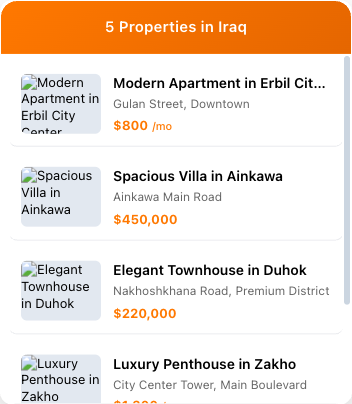 5 Properties in Iraq
Modern
Apartment in
Erbil City
Center
Modern Apartment in Erbil Cit...
Gulan Street, Downtown
$800 /mo
Spacious
Villa in
Ainkawa
Spacious Villa in Ainkawa
Ainkawa Main Road
$450,000
Elegant
Townhouse
in Duhok
Elegant Townhouse in Duhok
Nakhoshkhana Road, Premium District
$220,000
Luxury
Penthouse in
Zakho
Luxury Penthouse in Zakho
City Center Tower, Main Boulevard